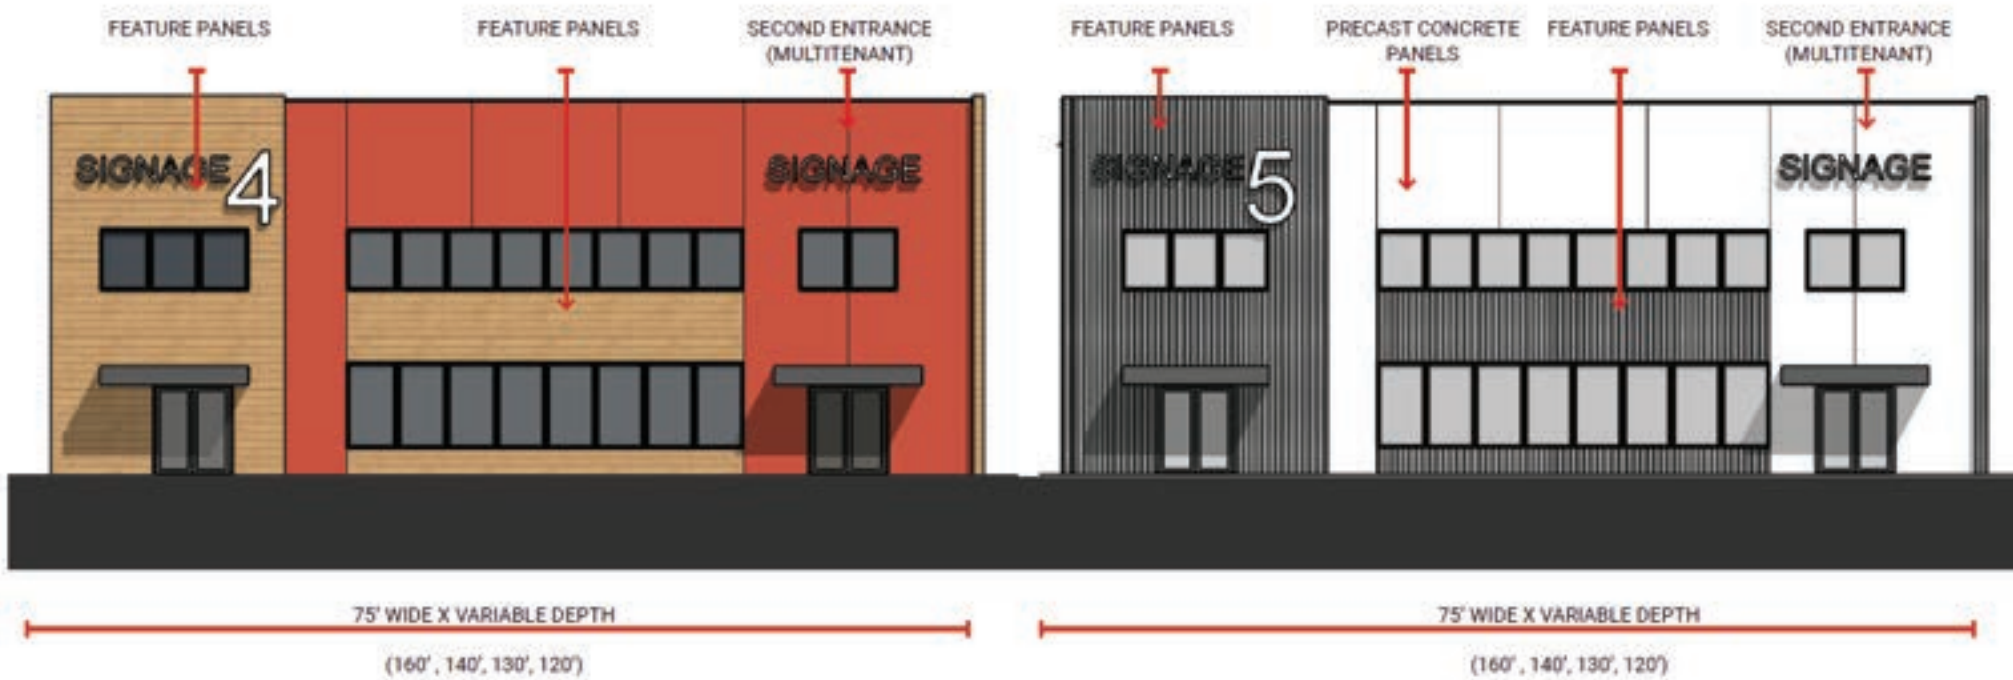 FEATURE PANELS
FEATURE PANELS
SECOND ENTRANCE
(MULTITENANT)
FEATURE PANELS
PRECAST CONCRETE
PANELS
FEATURE PANELS
SECOND ENTRANCE
(MULTITENANT)
SIGNAGE 4
SIGNAGE
SIGNAGE 5
SIGNAGE
75' WIDE X VARIABLE DEPTH
(160' , 140', 130', 120')
75' WIDE X VARIABLE DEPTH
(160' , 140', 130', 120')